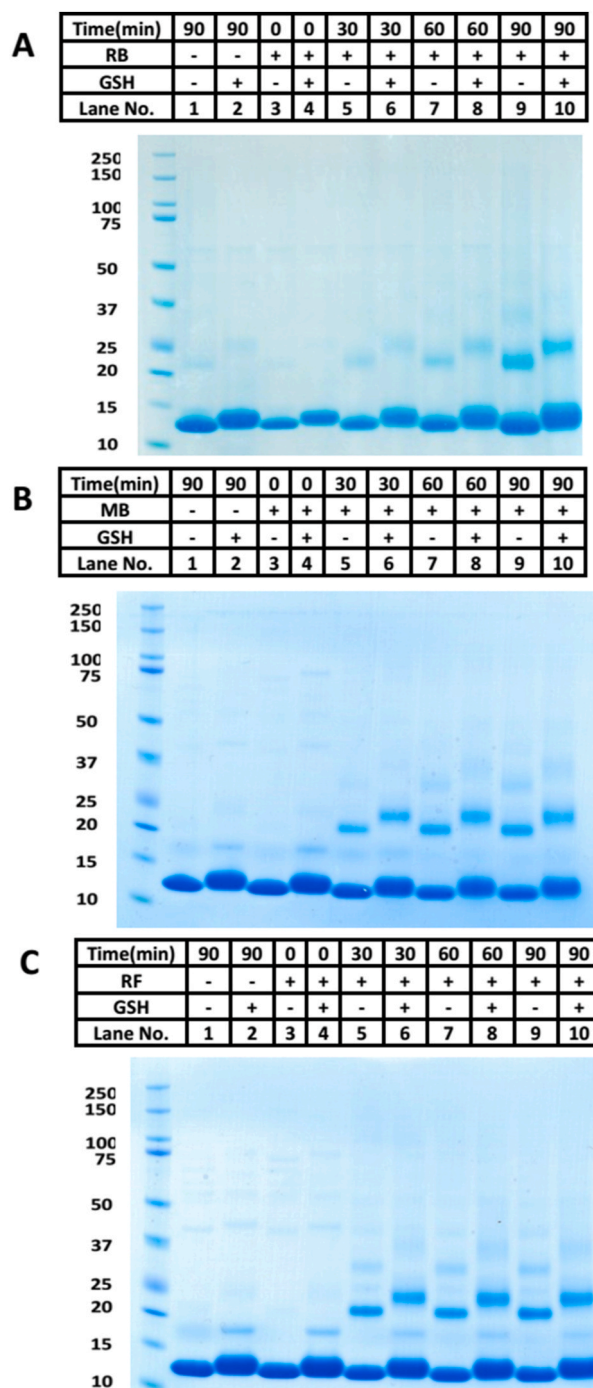 A
Time(min) 90 90 0 0 30 30 60 60 90 90
RB - - + + + + + + + +
GSH - + - + - + - + - +
Lane No. 1 2 3 4 5 6 7 8 9 10
250
150
100
75
50
37
25
20
15
10
B
Time(min) 90 90 0 0 30 30 60 60 90 90
MB - - + + + + + + + +
GSH - + - + - + - + - +
Lane No. 1 2 3 4 5 6 7 8 9 10
250
150
100
75
50
37
25
20
15
10
C
Time(min) 90 90 0 0 30 30 60 60 90 90
RF - - + + + + + + + +
GSH - + - + - + - + - +
Lane No. 1 2 3 4 5 6 7 8 9 10
250
150
100
75
50
37
25
20
15
10